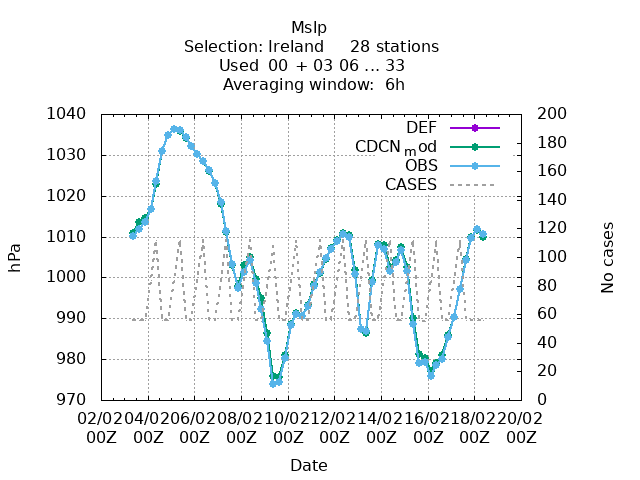 Mslp
Selection: Ireland 28 stations
Used 00 + 03 06 ... 33
Averaging window: 6h
DEF
CDCN_mod
OBS
CASES
1040
1030
1020
1010
1000
990
980
970
hPa
200
180
160
140
120
100
80
60
40
20
0
No cases
02/02 04/02 06/02 08/02 10/02 12/02 14/02 16/02 18/02 20/02
00Z 00Z 00Z 00Z 00Z 00Z 00Z 00Z 00Z 00Z
Date